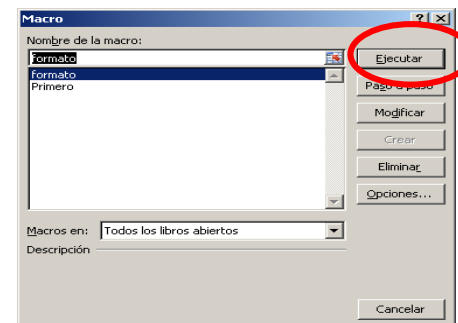 Macro
Nombre de la macro:
formato
formato
Primero
Ejecutar
Paso a paso
Modificar
Crear
Eliminar
Opciones...
Macros en: Todos los libros abiertos
Descripción
Cancelar